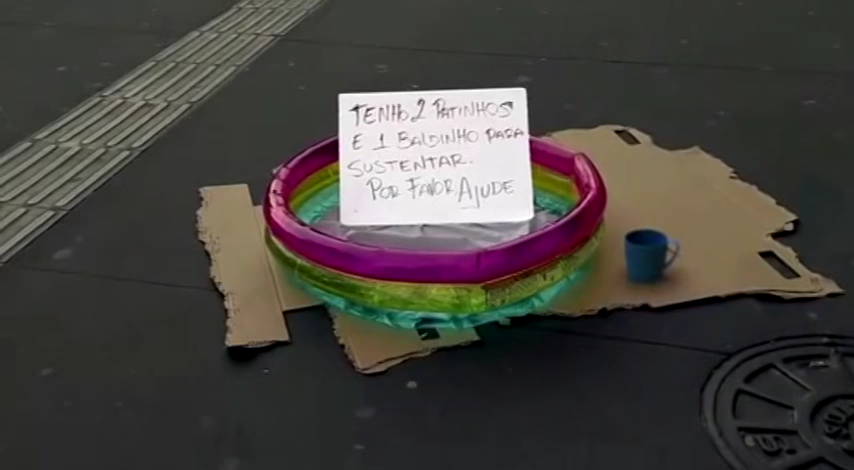 TENHO 2 PATINHOS
E 1 BALDINHO PARA
SUSTENTAR.
POR FAVOR AJUDE